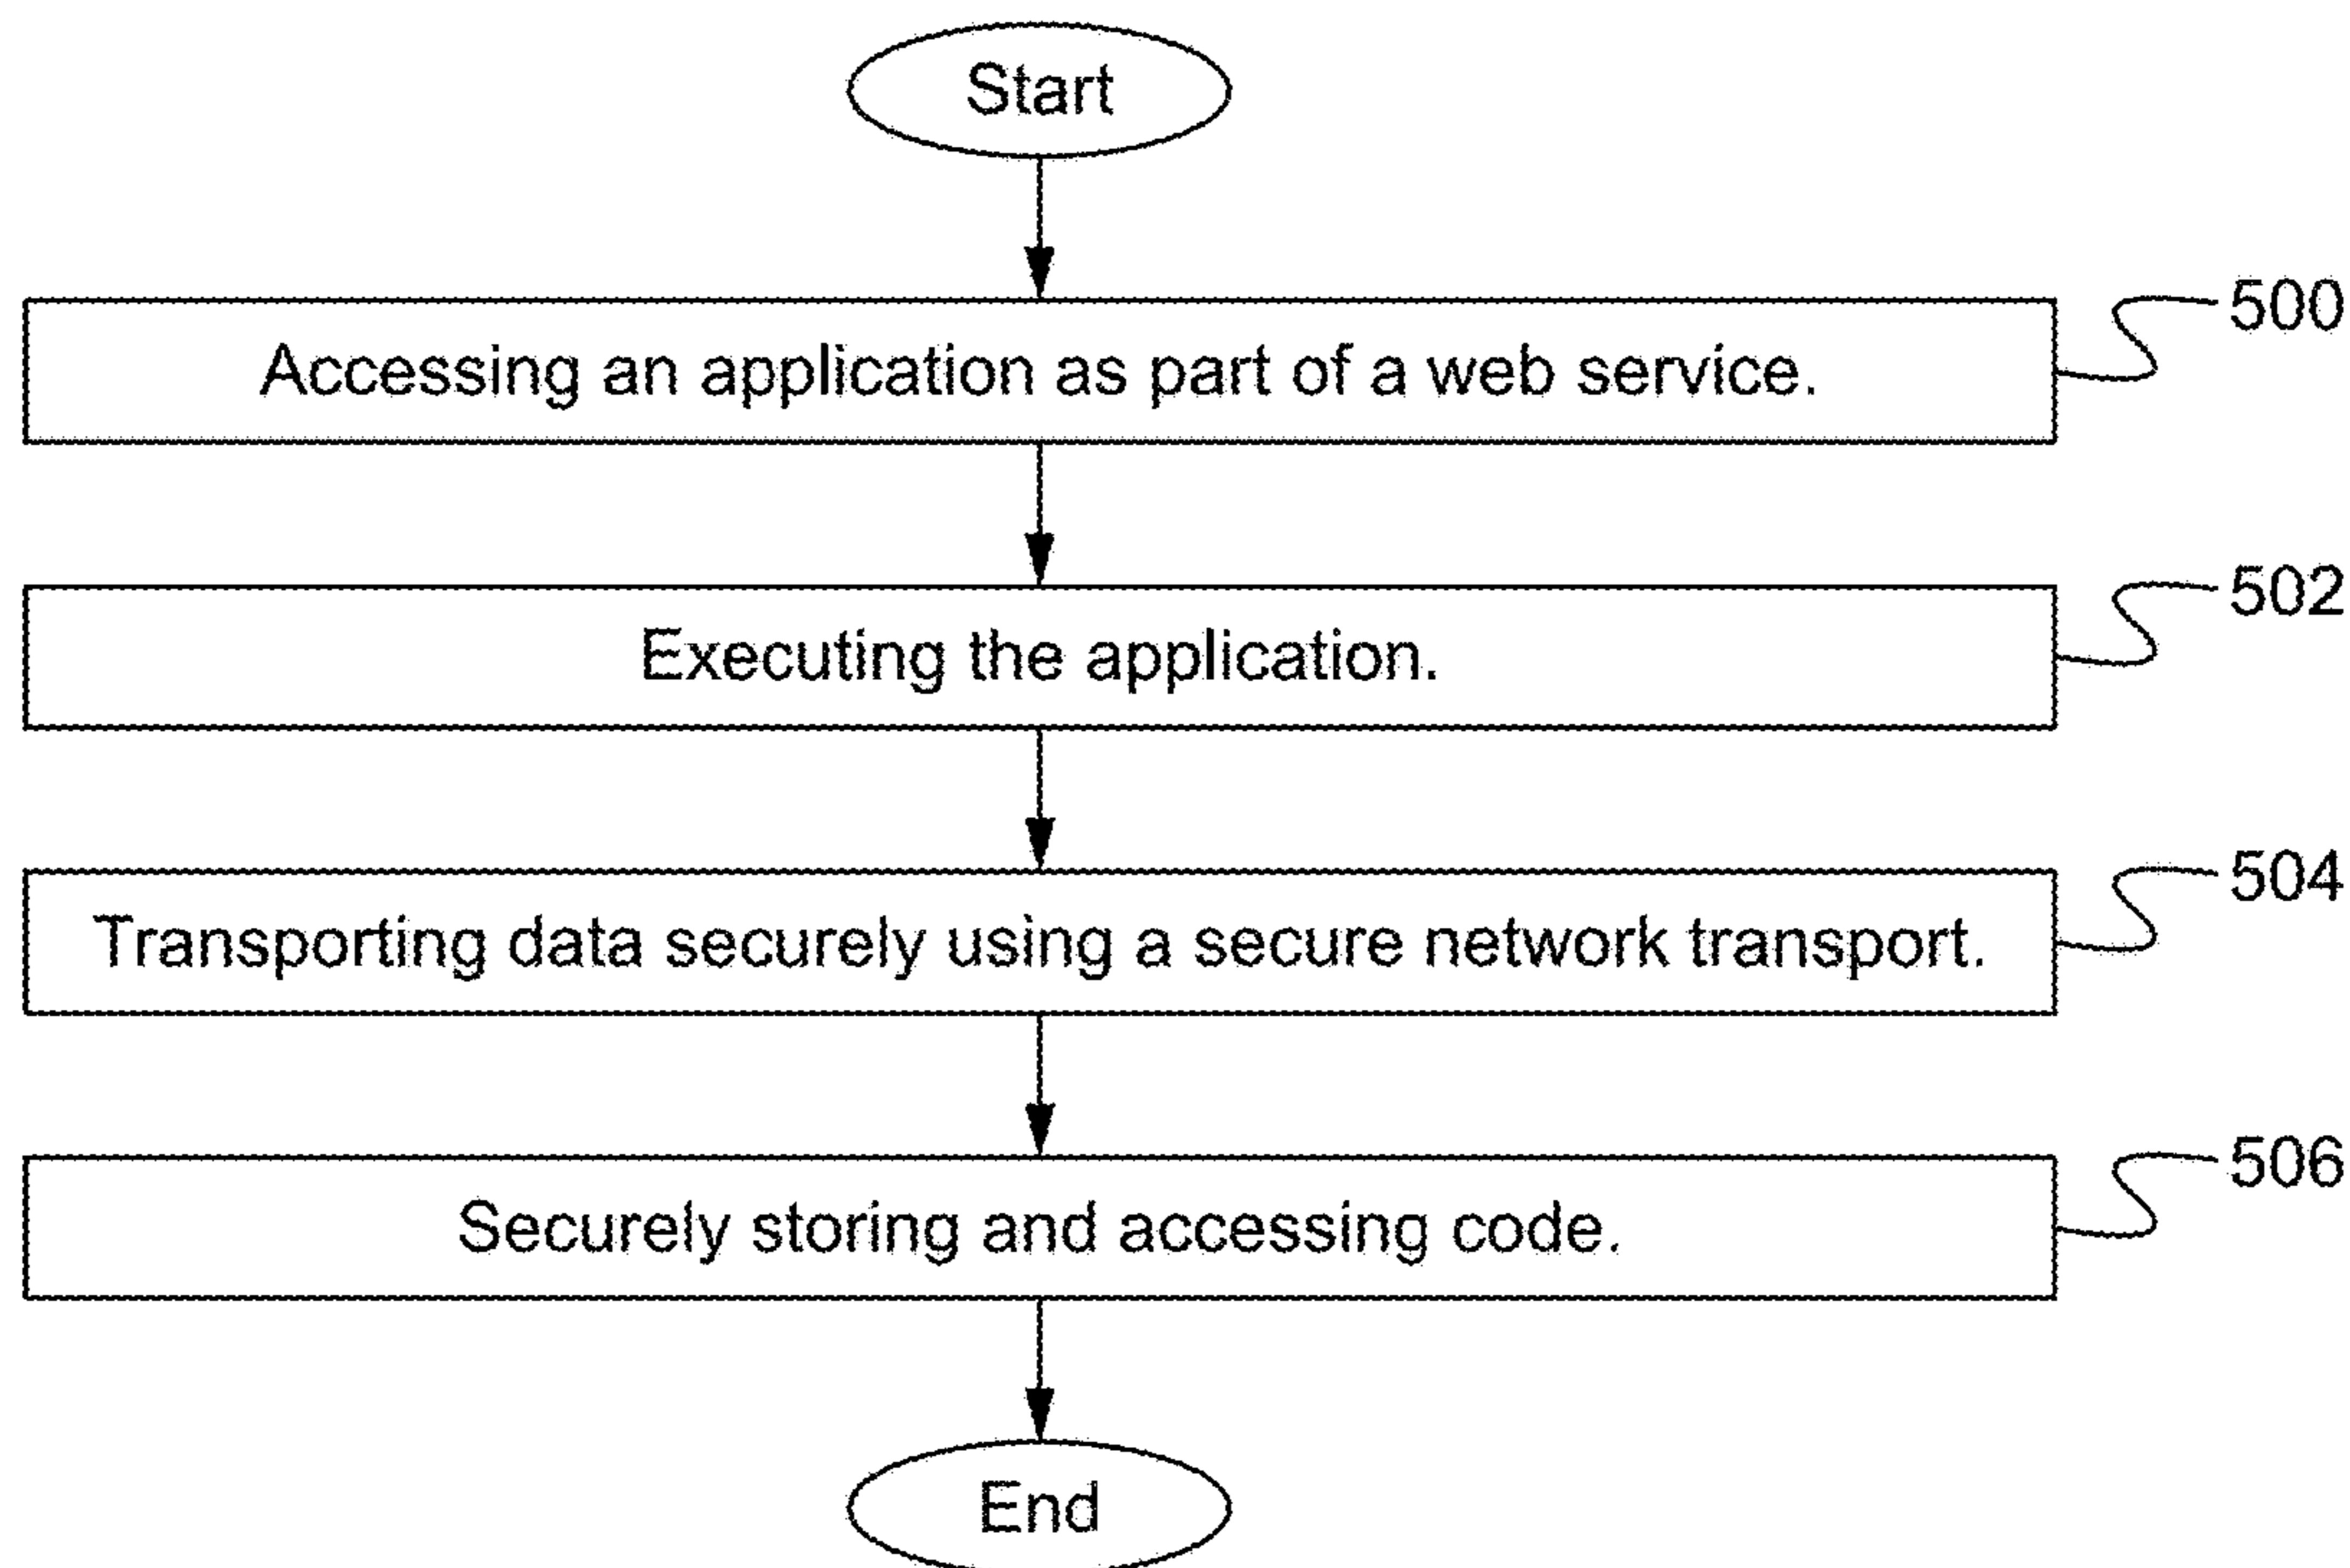 Start
500
Accessing an application as part of a web service.
502
Executing the application.
504
Transporting data securely using a secure network transport.
506
Securely storing and accessing code.
End